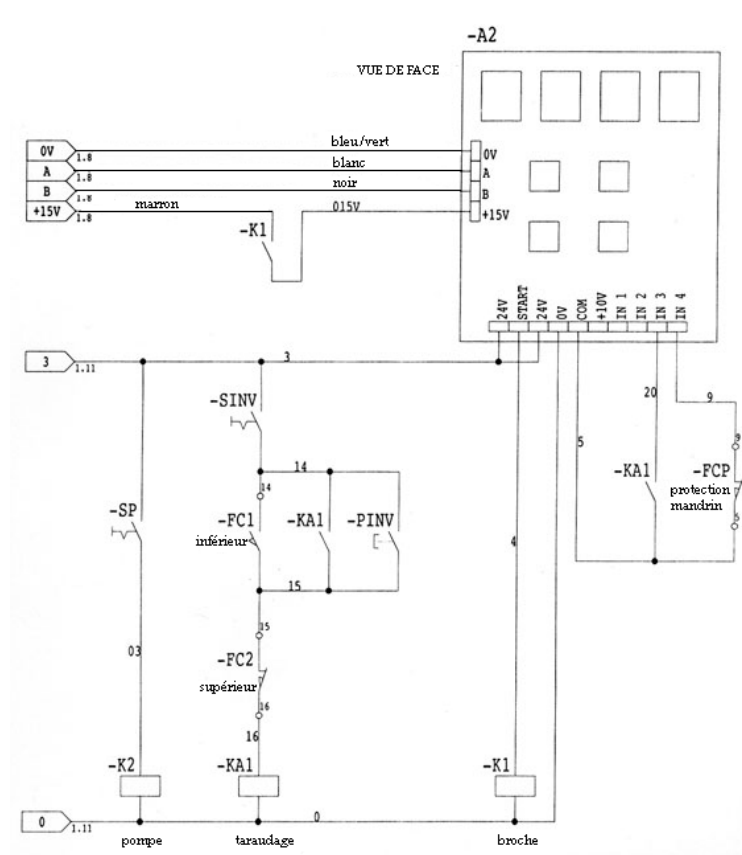 -A2
VUE DE FACE
0V
1.8
bleu/vert
0V
A
1.8
blanc
A
B
1.8
noir
B
+15V
1.8
marron
015V
+15V
-K1
24V
START
24V
0V
COM
+10V
IN 1
IN 2
IN 3
IN 4
3
1.11
3
-SINV
20
9
14
5
9
14
-KA1
-FCP
protection
mandrin
-SP
-FC1
inférieur
-KA1
-PINV
4
5
15
15
03
-FC2
supérieur
16
16
-K2
-KA1
-K1
0
1.11
0
pompe
taraudage
broche